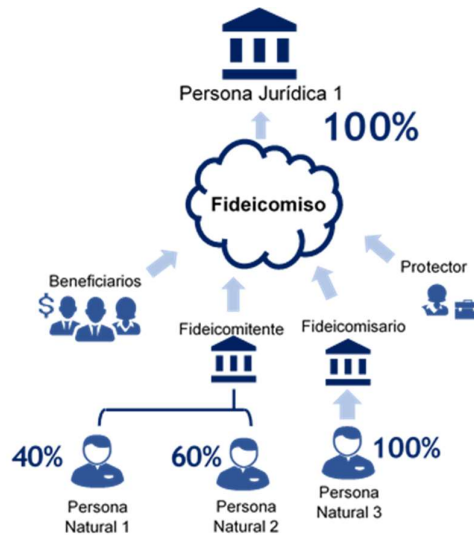 Persona Jurídica 1
100%
Fideicomiso
Beneficiarios
Protector
$
Fideicomitente
Fideicomisario
40%
60%
100%
Persona
Natural 1
Persona
Natural 2
Persona
Natural 3